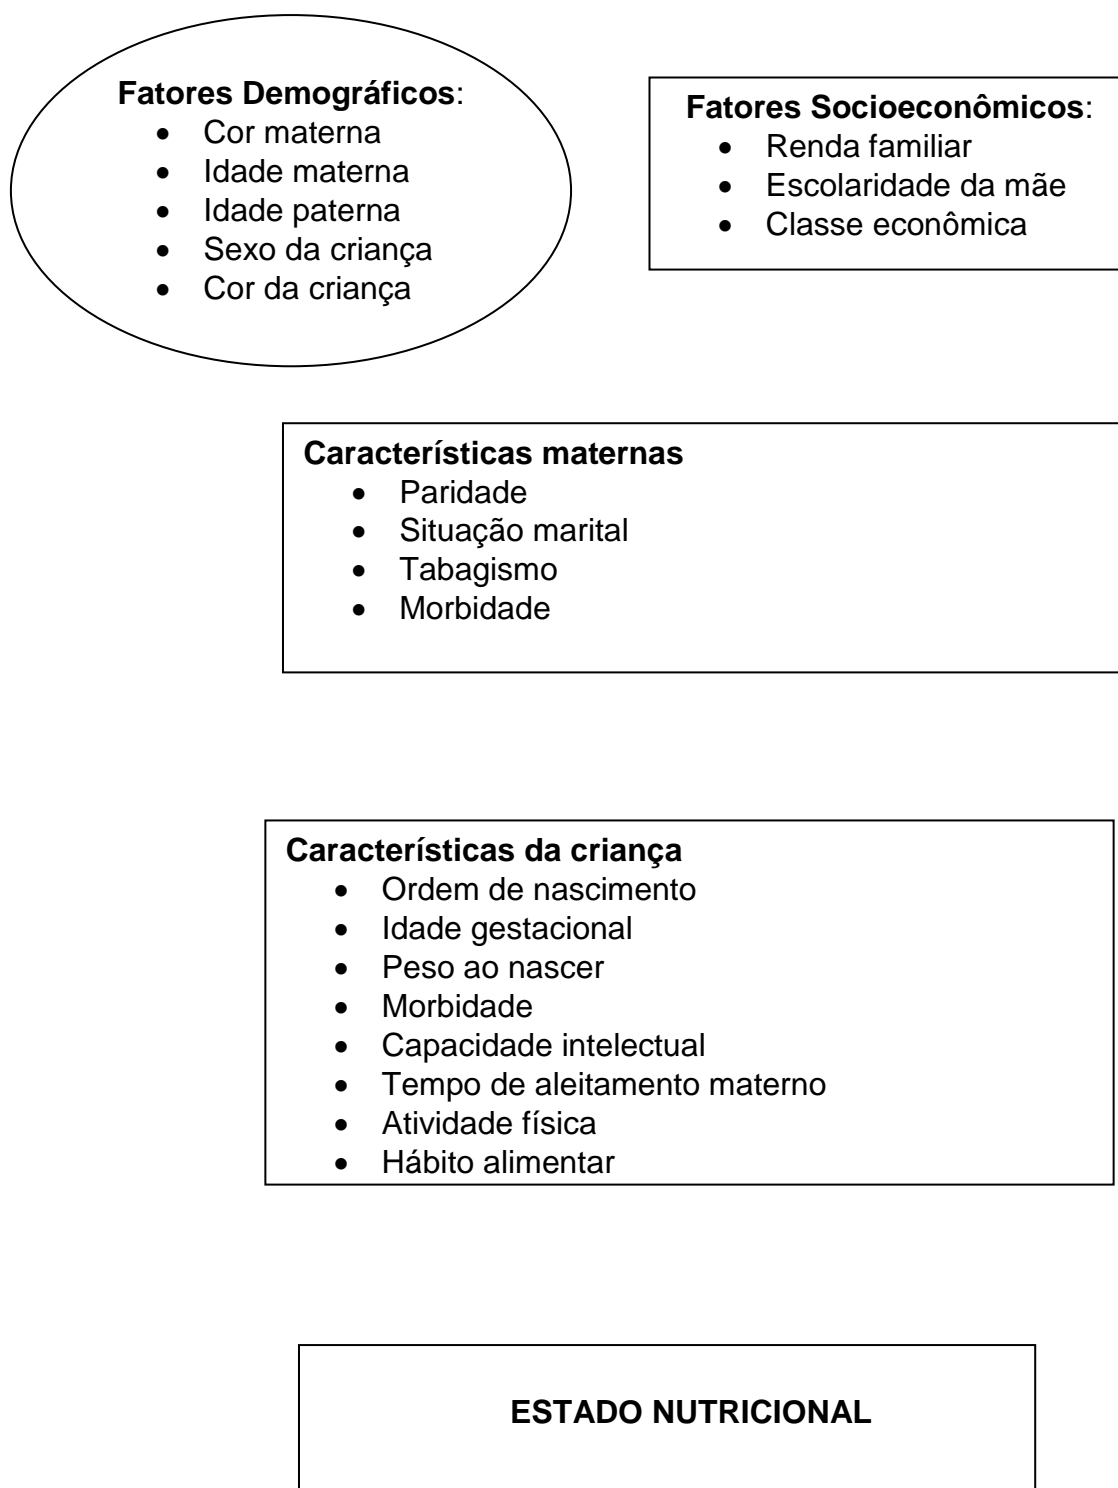 Fatores Demográficos:
• Cor materna
• Idade materna
• Idade paterna
• Sexo da criança
• Cor da criança
Fatores Socioeconômicos:
• Renda familiar
• Escolaridade da mãe
• Classe econômica
Características maternas
• Paridade
• Situação marital
• Tabagismo
• Morbidade
Características da criança
• Ordem de nascimento
• Idade gestacional
• Peso ao nascer
• Morbidade
• Capacidade intelectual
• Tempo de aleitamento materno
• Atividade física
• Hábito alimentar
ESTADO NUTRICIONAL